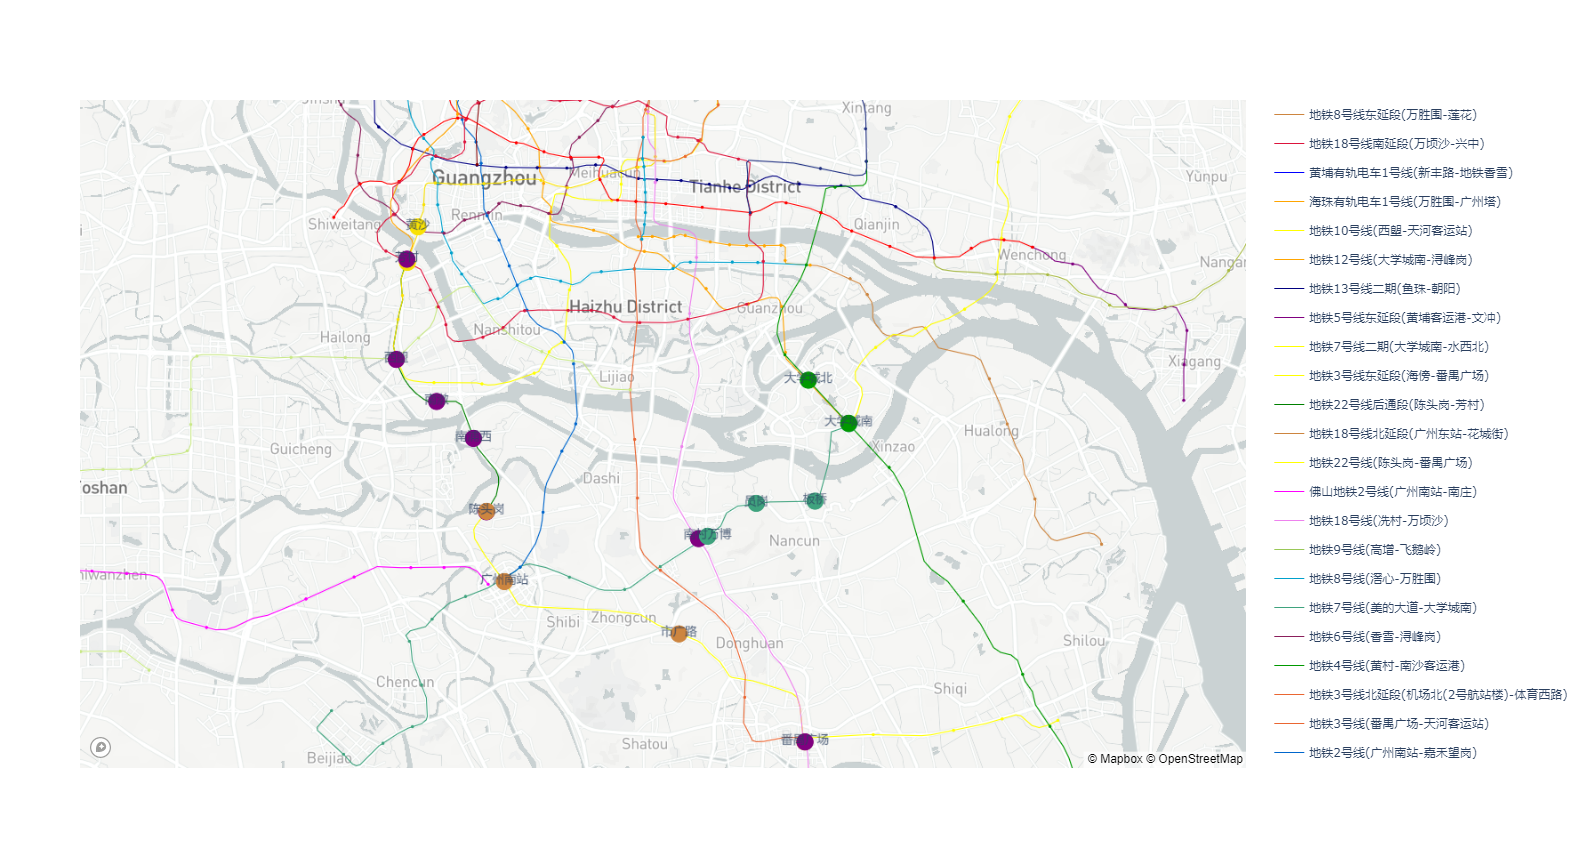 Xintang
Guangzhou
Meihuacun
Tianhe District
Yùnpu
Shiweitang
黄沙
Renmin
Qianjin
Wenchong
Haizhu District
Guanzhou
Hailong
Nanshitou
Xiagang
Lijiao
大学城北
大学城南
Hualong
Xinzao
Guicheng
南漖西
Dashi
Foshan
陈头岗
板桥
南村万博
Nancun
广州南站
Shibi
Zhongcun
市广路
Donghuan
Shilou
Chencun
Shiqi
番禺广场
Shatou
Beijiao
© Mapbox © OpenStreetMap
地铁8号线东延段(万胜围-莲花)
地铁18号线南延段(万顷沙-兴中)
黄埔有轨电车1号线(新丰路-地铁香雪)
海珠有轨电车1号线(万胜围-广州塔)
地铁10号线(西塱-天河客运站)
地铁12号线(大学城南-浔峰岗)
地铁13号线二期(鱼珠-朝阳)
地铁5号线东延段(黄埔客运港-文冲)
地铁7号线二期(大学城南-水西北)
地铁3号线东延段(海傍-番禺广场)
地铁22号线后通段(陈头岗-芳村)
地铁18号线北延段(广州东站-花城街)
地铁22号线(陈头岗-番禺广场)
佛山地铁2号线(广州南站-南庄)
地铁18号线(冼村-万顷沙)
地铁9号线(高增-飞鹅岭)
地铁8号线(滘心-万胜围)
地铁7号线(美的大道-大学城南)
地铁6号线(香雪-浔峰岗)
地铁4号线(黄村-南沙客运港)
地铁3号线北延段(机场北(2号航站楼)-体育西路)
地铁3号线(番禺广场-天河客运站)
地铁2号线(广州南站-嘉禾望岗)